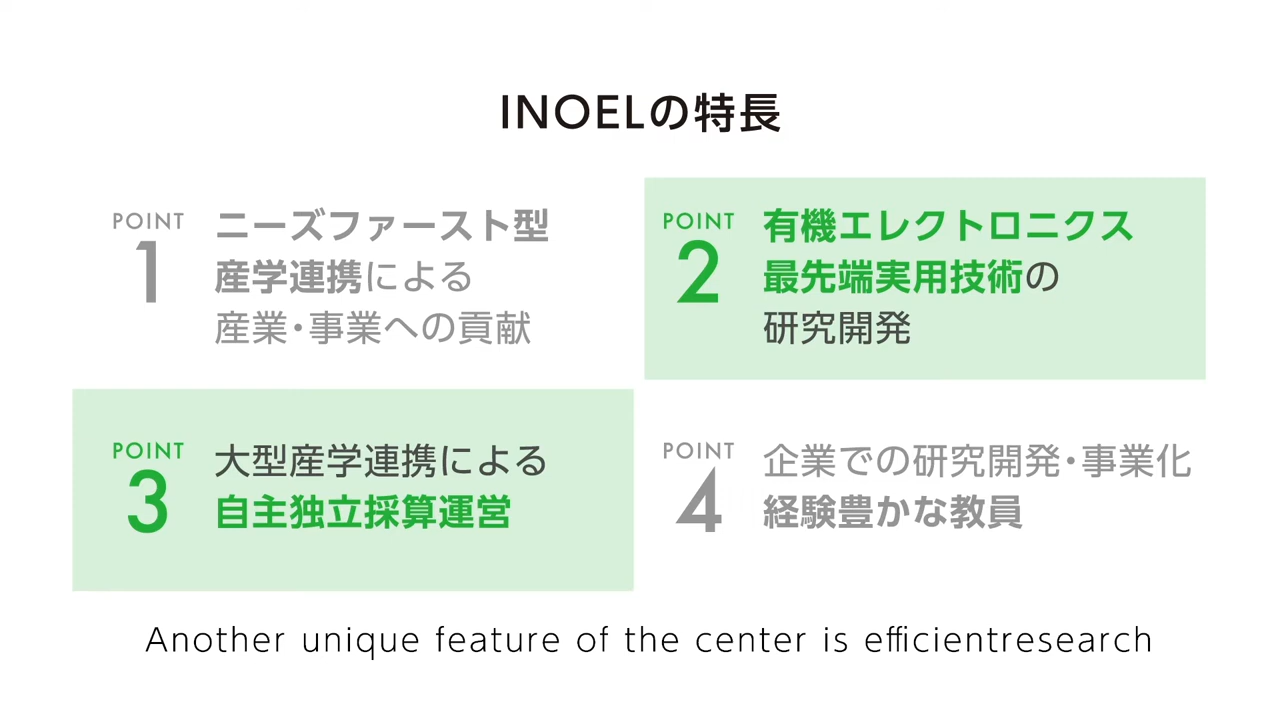 INOELの特長
POINT
1
ニーズファースト型
産学連携による
産業・事業への貢献
POINT
2
有機エレクトロニクス
最先端実用技術の
研究開発
POINT
3
大型産学連携による
自主独立採算運営
POINT
4
企業での研究開発・事業化
経験豊かな教員
Another unique feature of the center is efficientresearch